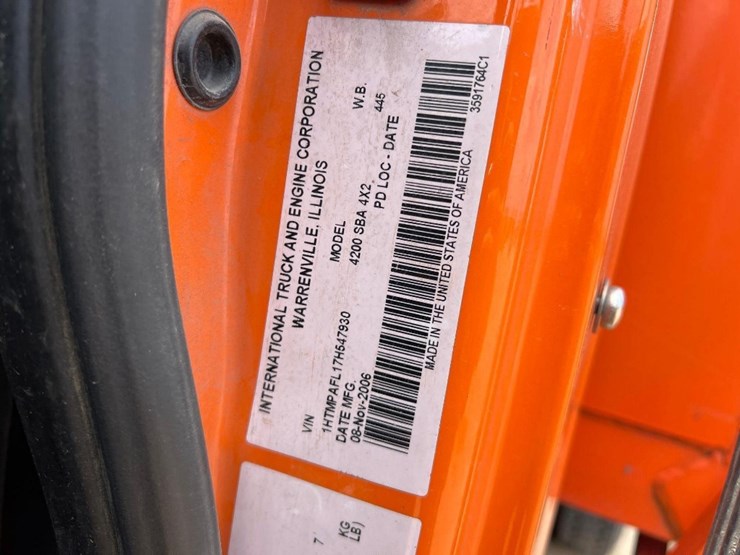 INTERNATIONAL TRUCK AND ENGINE CORPORATION
WARRENVILLE, ILLINOIS
VIN MODEL W.B.
1HTMPAFL17H547930 4200 SBA 4X2 445
DATE MFG. PD LOC - DATE
08-Nov-2006
MADE IN THE UNITED STATES OF AMERICA 3591764C1
7 KG
LB)